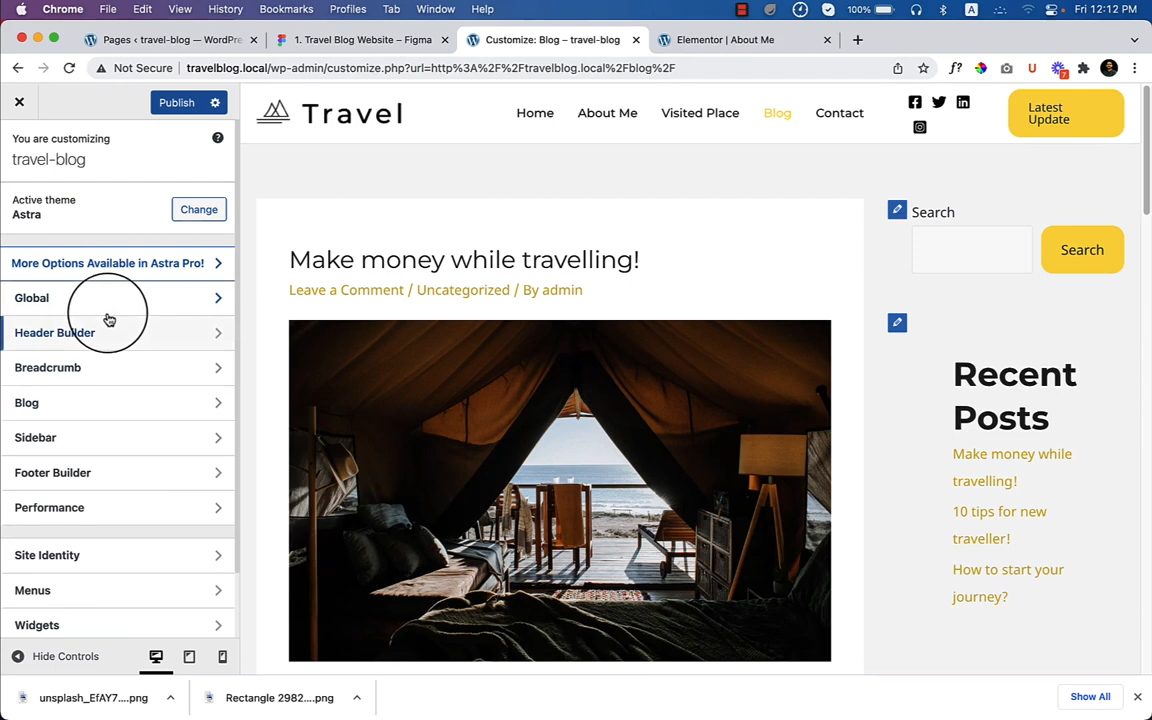 Chrome File Edit View History Bookmarks Profiles Tab Window Help 100% A Fri 12:12 PM
Pages ‹ travel-blog — WordPre 1. Travel Blog Website – Figma Customize: Blog – travel-blog Elementor | About Me
Not Secure travelblog.local/wp-admin/customize.php?url=http%3A%2F%2Ftravelblog.local%2Fblog%2F f? U 7
Publish
You are customizing
travel-blog
Active theme
Astra
Change
More Options Available in Astra Pro!
Global
Header Builder
Breadcrumb
Blog
Sidebar
Footer Builder
Performance
Site Identity
Menus
Widgets
Hide Controls
Travel
Home About Me Visited Place Blog Contact
Latest
Update
Make money while travelling!
Leave a Comment / Uncategorized / By admin
Search
Search
Recent
Posts
Make money while
travelling!
10 tips for new
traveller!
How to start your
journey?
unsplash_EfAY7....png Rectangle 2982....png Show All